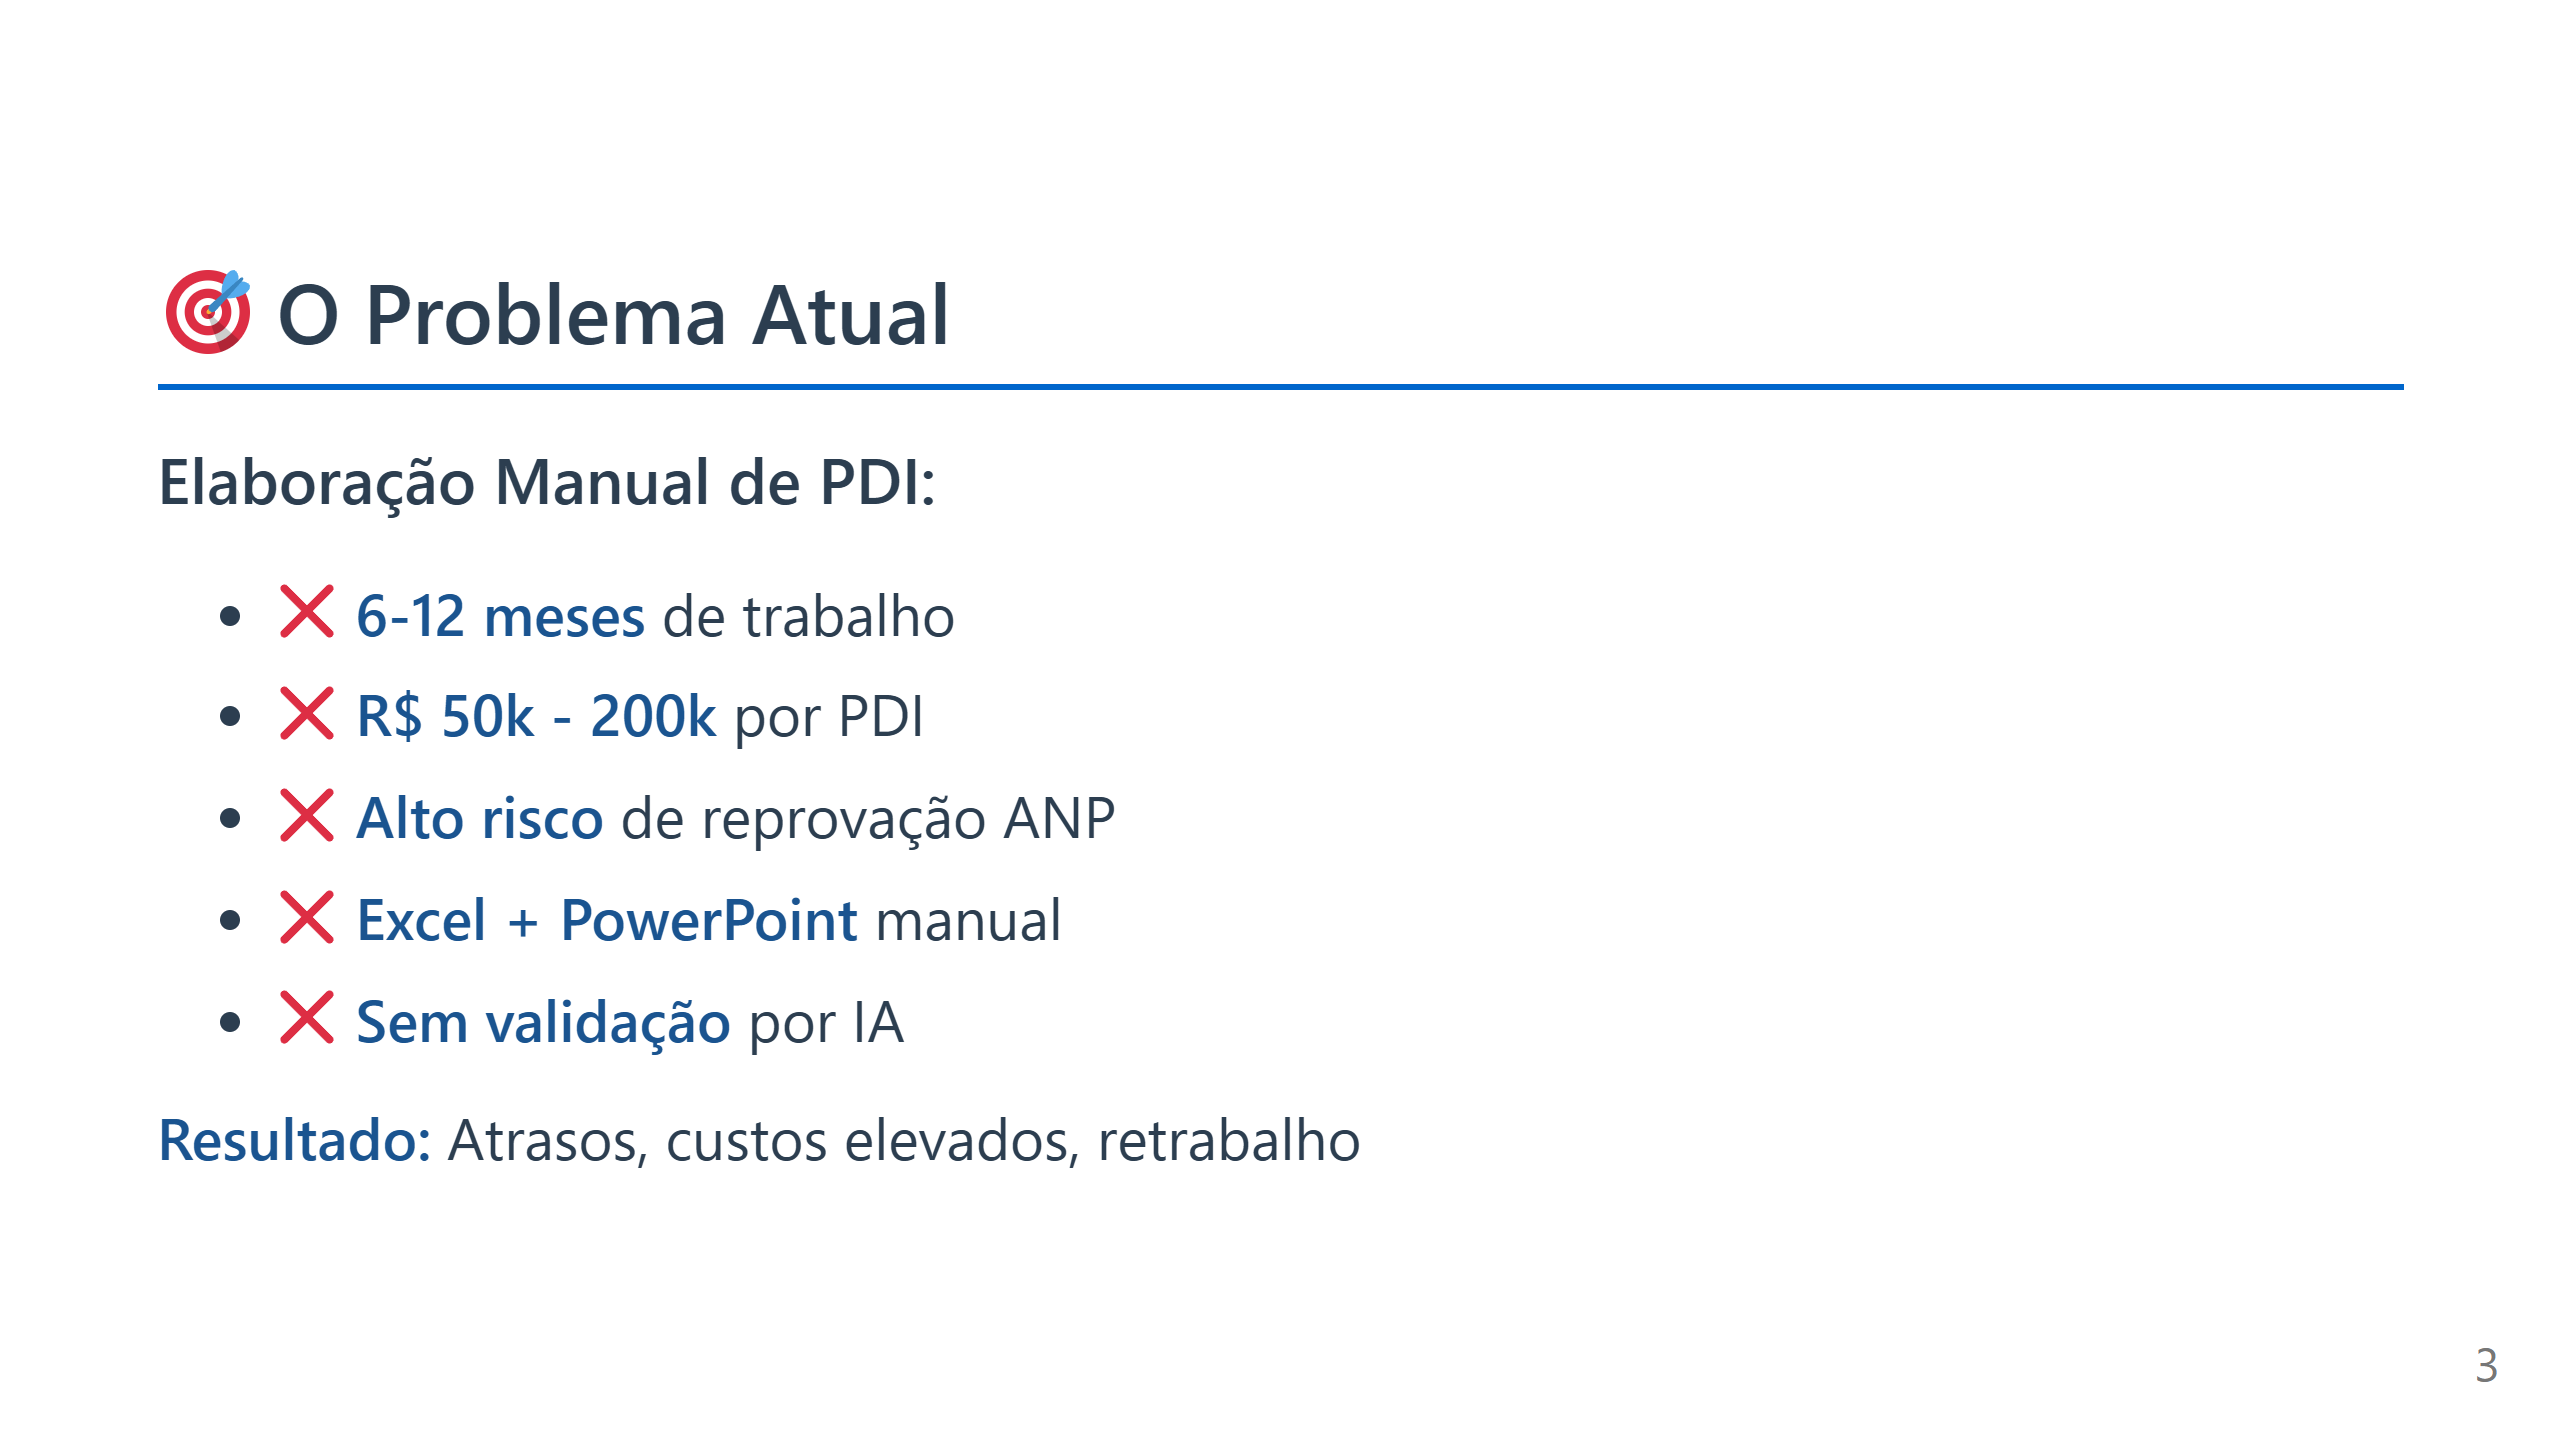 🎯 O Problema Atual
Elaboração Manual de PDI:
• ❌ 6-12 meses de trabalho
• ❌ R$ 50k - 200k por PDI
• ❌ Alto risco de reprovação ANP
• ❌ Excel + PowerPoint manual
• ❌ Sem validação por IA
Resultado: Atrasos, custos elevados, retrabalho
3